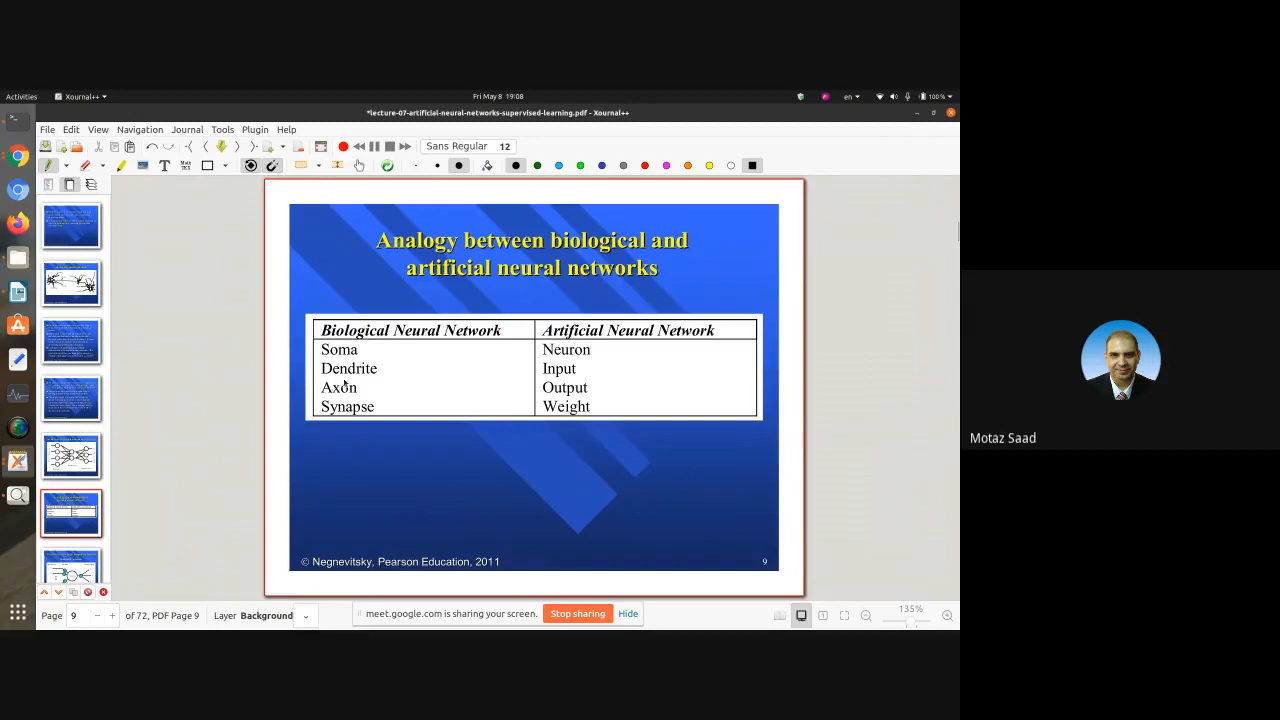 Activities
Xournal++
Fri May 8 19:08
en
100 %
*lecture-07-artificial-neural-networks-supervised-learning.pdf - Xournal++
File Edit View Navigation Journal Tools Plugin Help
Sans Regular 12
Analogy between biological and
artificial neural networks
Biological Neural Network Artificial Neural Network
Soma Neuron
Dendrite Input
Axon Output
Synapse Weight
© Negnevitsky, Pearson Education, 2011 9
Motaz Saad
Page 9 of 72, PDF Page 9 Layer Background
meet.google.com is sharing your screen. Stop sharing Hide
135%